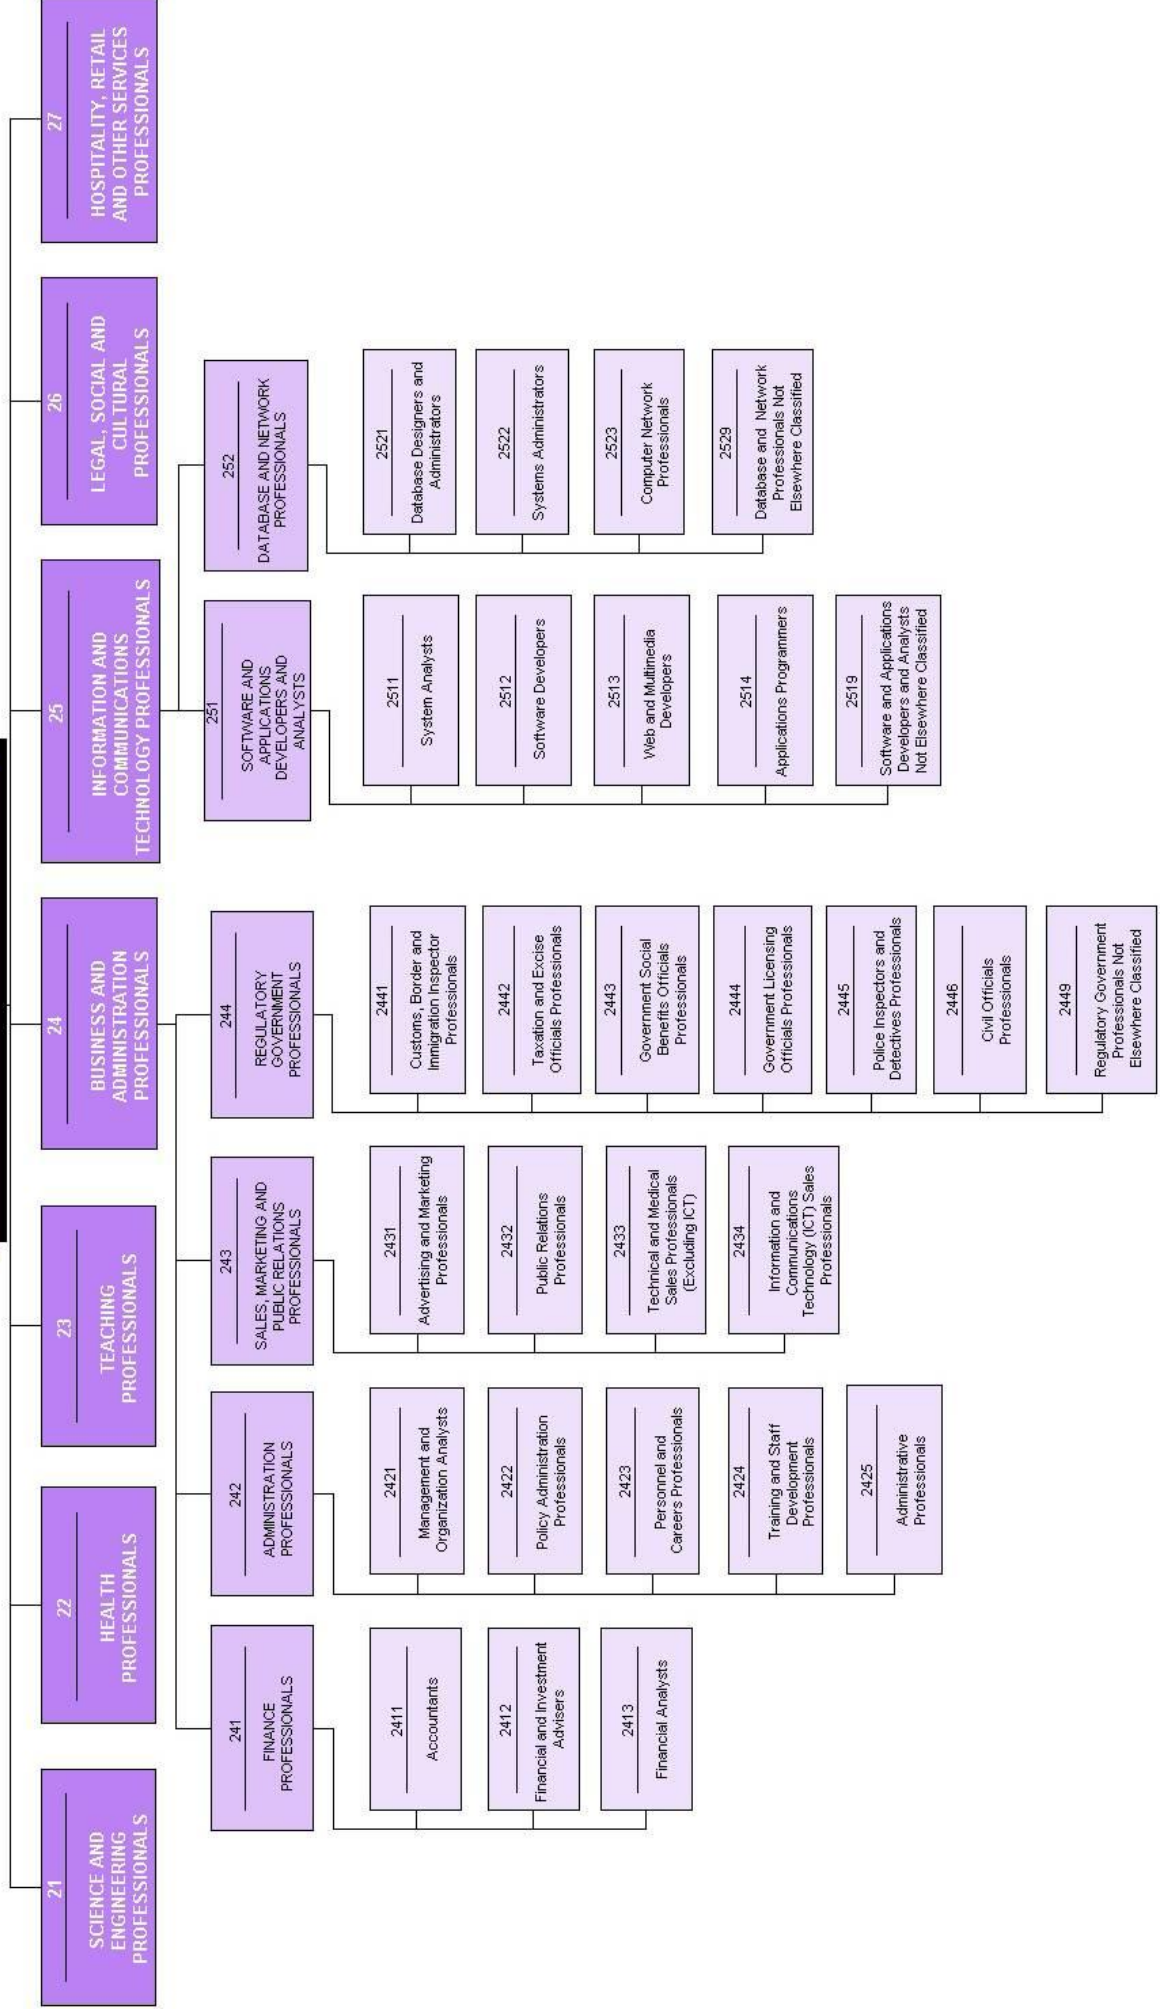 21
SCIENCE AND
ENGINEERING
PROFESSIONALS
22
HEALTH
PROFESSIONALS
23
TEACHING
PROFESSIONALS
24
BUSINESS AND
ADMINISTRATION
PROFESSIONALS
25
INFORMATION AND
COMMUNICATIONS
TECHNOLOGY PROFESSIONALS
26
LEGAL, SOCIAL AND
CULTURAL
PROFESSIONALS
27
HOSPITALITY, RETAIL
AND OTHER SERVICES
PROFESSIONALS
241
FINANCE
PROFESSIONALS
2411
Accountants
2412
Financial and Investment
Advisers
2413
Financial Analysts
242
ADMINISTRATION
PROFESSIONALS
2421
Management and
Organization Analysts
2422
Policy Administration
Professionals
2423
Personnel and
Careers Professionals
2424
Training and Staff
Development
Professionals
2425
Administrative
Professionals
243
SALES, MARKETING AND
PUBLIC RELATIONS
PROFESSIONALS
2431
Advertising and Marketing
Professionals
2432
Public Relations
Professionals
2433
Technical and Medical
Sales Professionals
(Excluding ICT)
2434
Information and
Communications
Technology (ICT) Sales
Professionals
244
REGULATORY
GOVERNMENT
PROFESSIONALS
2441
Customs, Border and
Immigration Inspector
Professionals
2442
Taxation and Excise
Officials Professionals
2443
Government Social
Benefits Officials
Professionals
2444
Government Licensing
Officials Professionals
2445
Police Inspectors and
Detectives Professionals
2446
Civil Officials
Professionals
2449
Regulatory Government
Professionals Not
Elsewhere Classified
251
SOFTWARE AND
APPLICATIONS
DEVELOPERS AND
ANALYSTS
2511
System Analysts
2512
Software Developers
2513
Web and Multimedia
Developers
2514
Applications Programmers
2519
Software and Applications
Developers and Analysts
Not Elsewhere Classified
252
DATABASE AND NETWORK
PROFESSIONALS
2521
Database Designers and
Administrators
2522
Systems Administrators
2523
Computer Network
Professionals
2529
Database and Network
Professionals Not
Elsewhere Classified